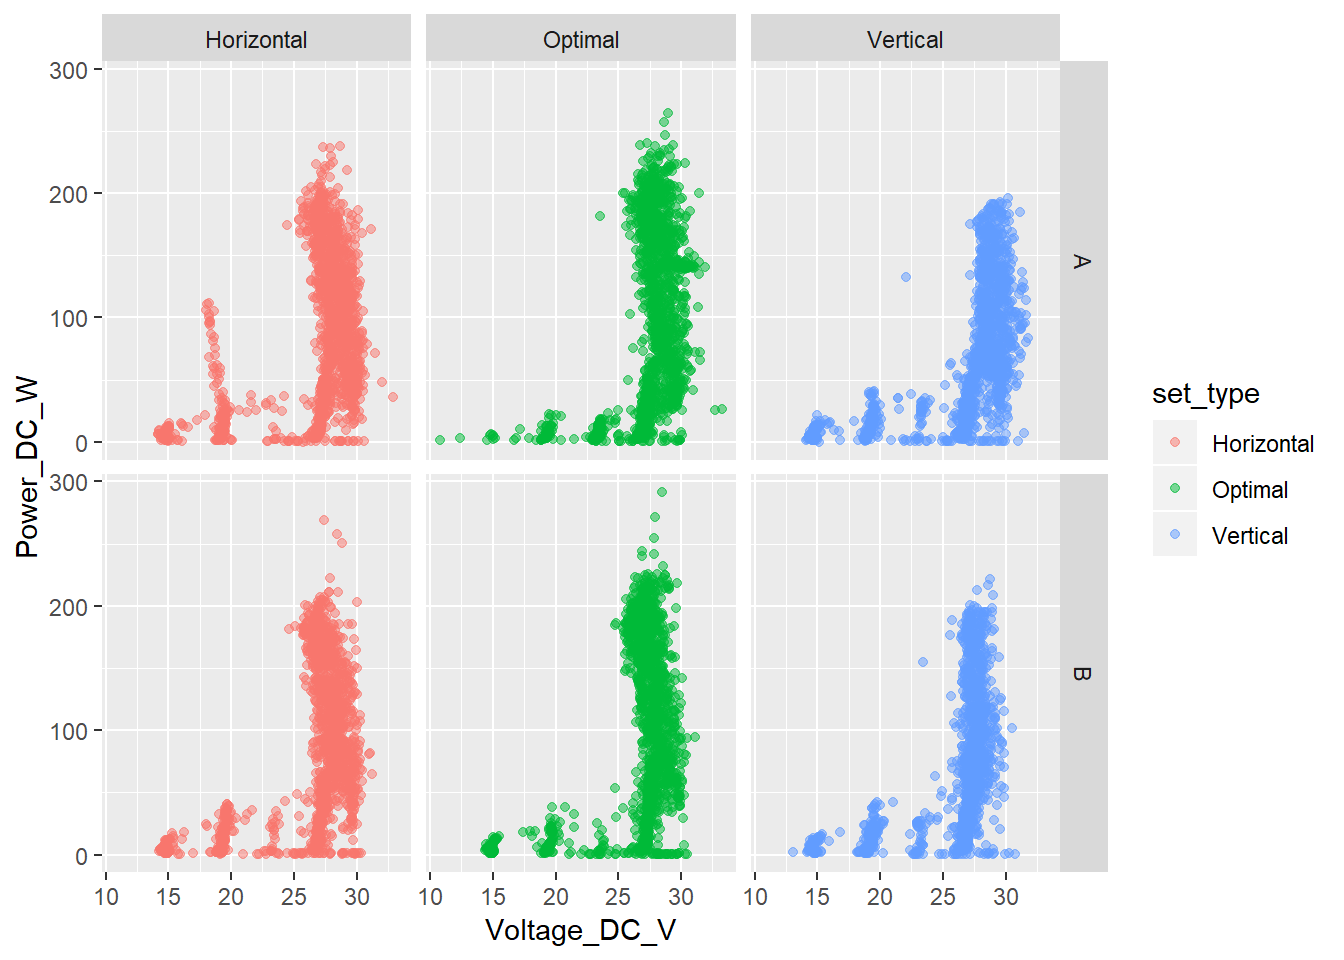 Horizontal Optimal Vertical
300
200
100
0
A
300
200
100
0
B
10 15 20 25 30 10 15 20 25 30 10 15 20 25 30
Voltage_DC_V
Power_DC_W
set_type
Horizontal
Optimal
Vertical